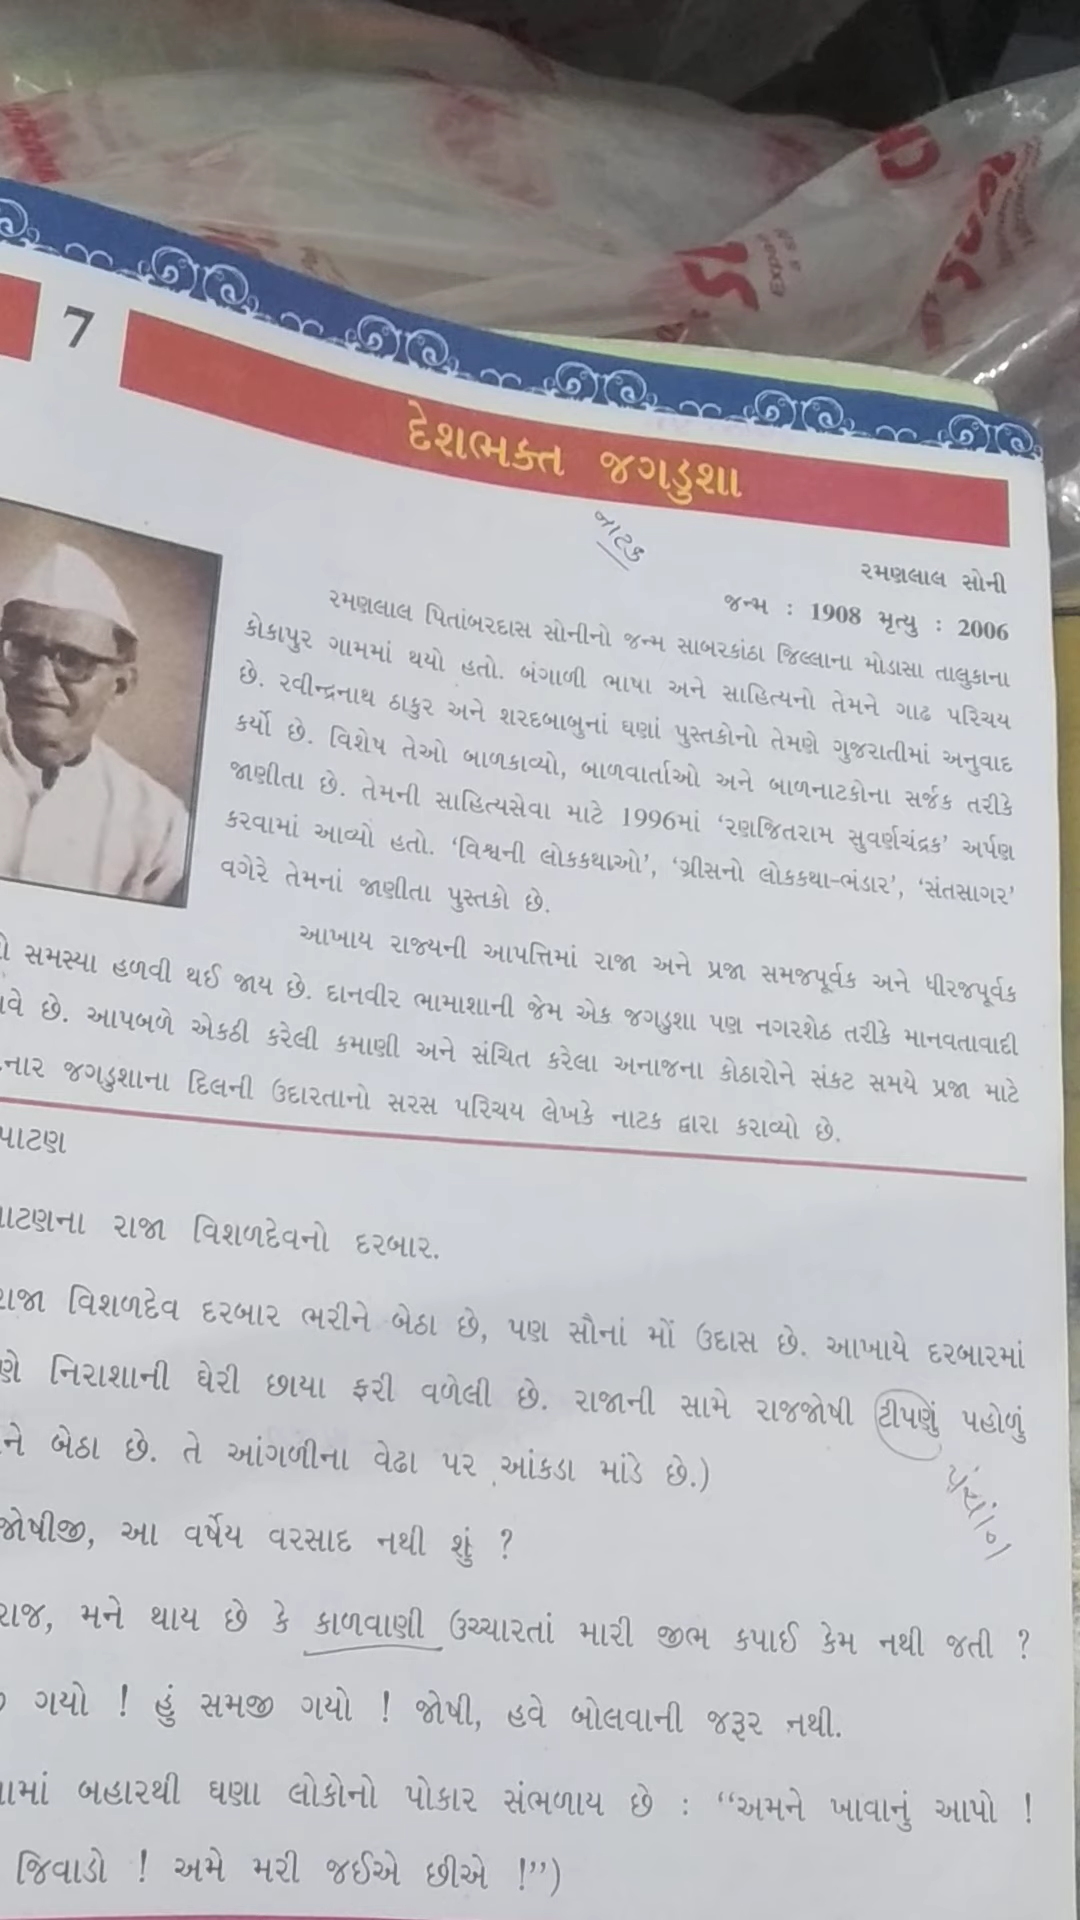 7
દેશભક્ત જગડુશા
નાટક
રમણલાલ સોની
જન્મ : 1908 મૃત્યુ : 2006
રમણલાલ પિતાંબરદાસ સોનીનો જન્મ સાબરકાંઠા જિલ્લાના મોડાસા તાલુકાના
કોકાપુર ગામમાં થયો હતો. બંગાળી ભાષા અને સાહિત્યનો તેમને ગાઢ પરિચય
છે. રવીન્દ્રનાથ ઠાકુર અને શરદબાબુનાં ઘણાં પુસ્તકોનો તેમણે ગુજરાતીમાં અનુવાદ
કર્યો છે. વિશેષ તેઓ બાળકાવ્યો, બાળવાર્તાઓ અને બાળનાટકોના સર્જક તરીકે
જાણીતા છે. તેમની સાહિત્યસેવા માટે 1996માં ‘રણજિતરામ સુવર્ણચંદ્રક’ અર્પણ
કરવામાં આવ્યો હતો. ‘વિશ્વની લોકકથાઓ’, ‘ગ્રીસનો લોકકથા-ભંડાર’, ‘સંતસાગર’
વગેરે તેમનાં જાણીતા પુસ્તકો છે.
આખાય રાજ્યની આપત્તિમાં રાજા અને પ્રજા સમજપૂર્વક અને ધીરજપૂર્વક
સમસ્યા હળવી થઈ જાય છે. દાનવીર ભામાશાની જેમ એક જગડુશા પણ નગરશેઠ તરીકે માનવતાવાદી
છે. આપબળે એકઠી કરેલી કમાણી અને સંચિત કરેલા અનાજના કોઠારોને સંકટ સમયે પ્રજા માટે
નાર જગડુશાના દિલની ઉદારતાનો સરસ પરિચય લેખકે નાટક દ્વારા કરાવ્યો છે.
પાટણ
ાટણના રાજા વિશળદેવનો દરબાર.
રાજા વિશળદેવ દરબાર ભરીને બેઠા છે, પણ સૌનાં મોં ઉદાસ છે. આખાયે દરબારમાં
ણે નિરાશાની ઘેરી છાયા ફરી વળેલી છે. રાજાની સામે રાજજોષી ટીપણું પહોળું
ને બેઠા છે. તે આંગળીના વેઢા પર આંકડા માંડે છે.)
જોષીજી, આ વર્ષેય વરસાદ નથી શું ?
રાજ, મને થાય છે કે કાળવાણી ઉચ્ચારતાં મારી જીભ કપાઈ કેમ નથી જતી ?
ગયો ! હું સમજી ગયો ! જોષી, હવે બોલવાની જરૂર નથી.
ામાં બહારથી ઘણા લોકોનો પોકાર સંભળાય છે : “અમને ખાવાનું આપો !
જિવાડો ! અમે મરી જઈએ છીએ !”)